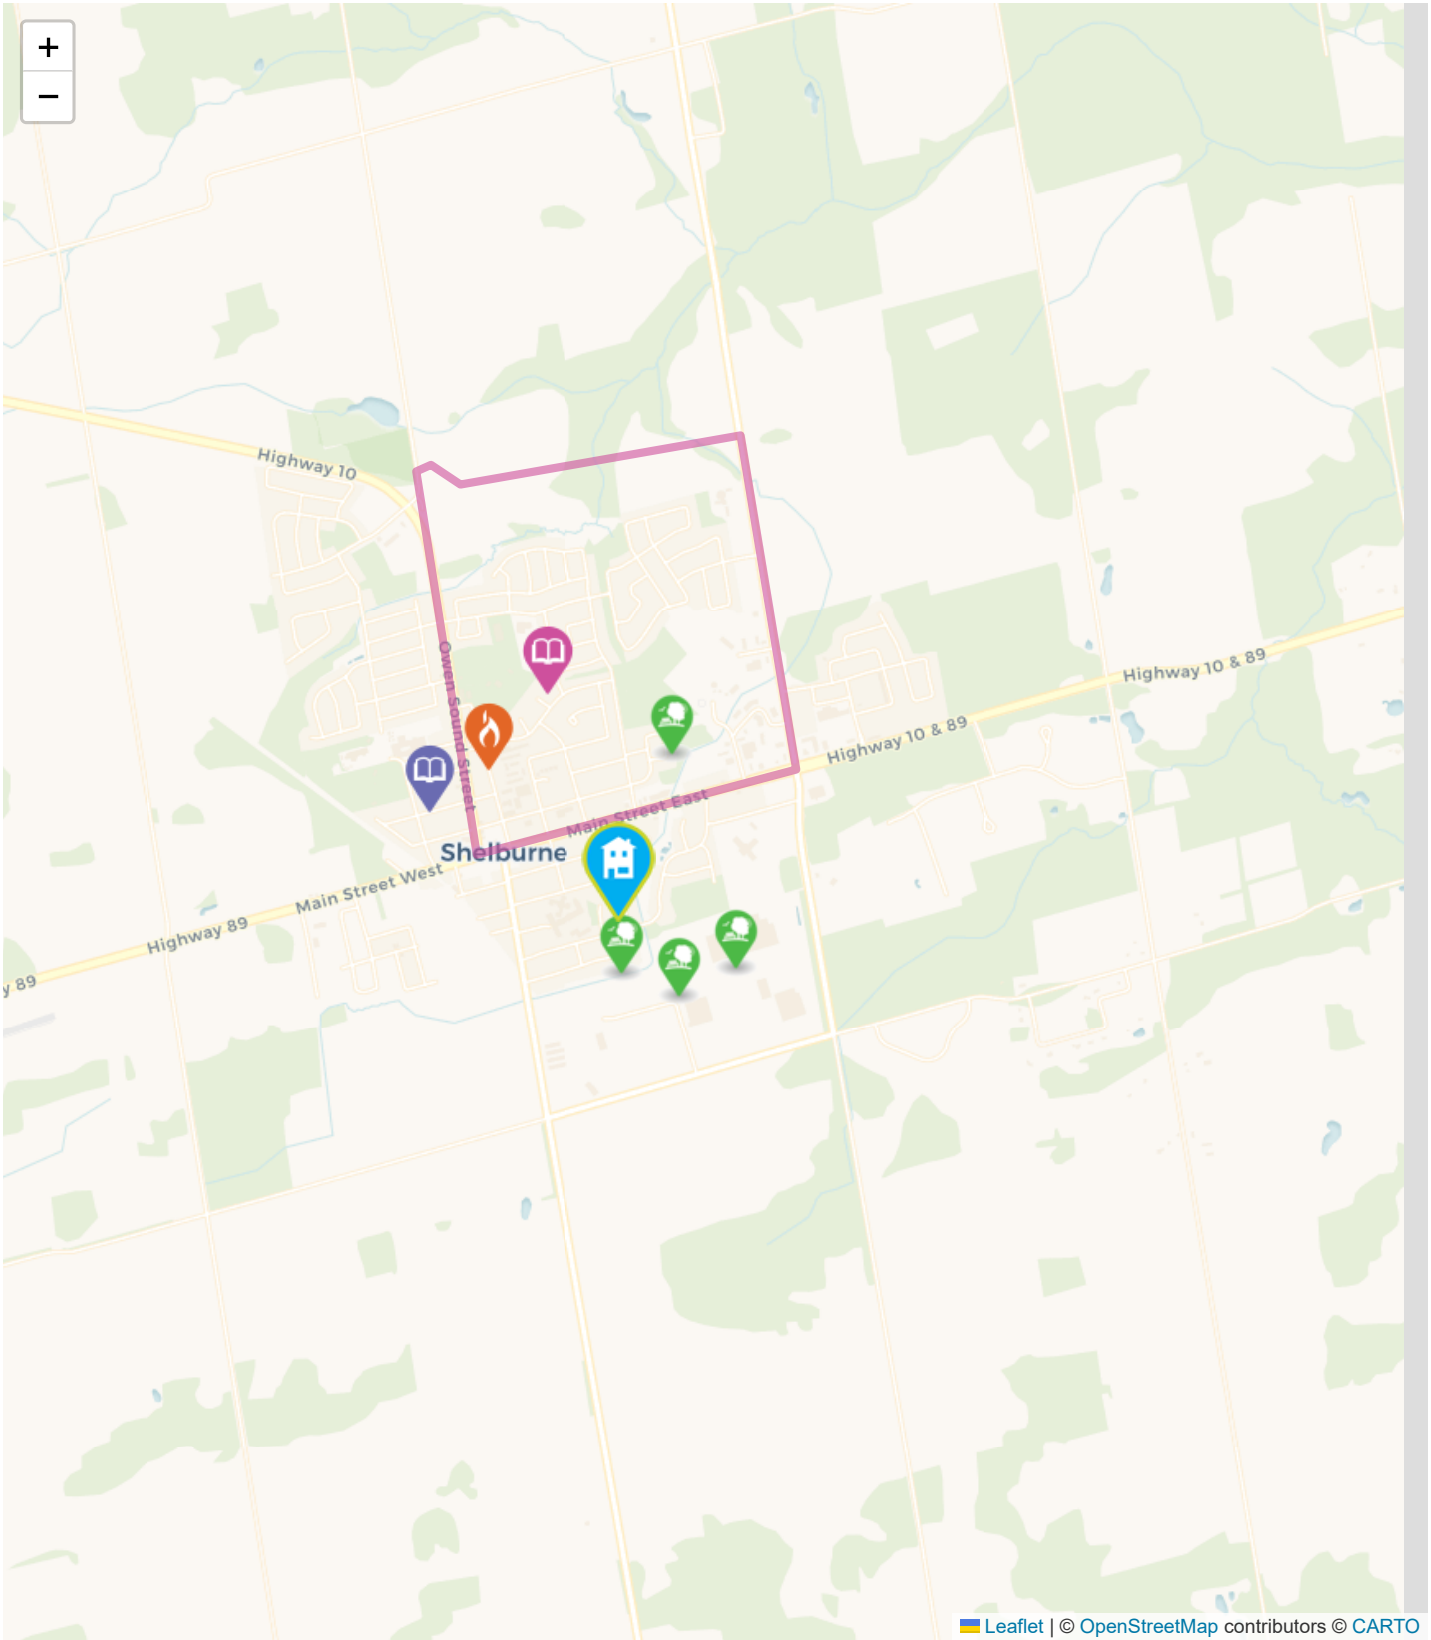 +
−
Highway 10
Owen Sound Street
Highway 10 & 89
Highway 10 & 89
Main Street East
Shelburne
Main Street West
Highway 89
y 89
Leaflet | © OpenStreetMap contributors © CARTO